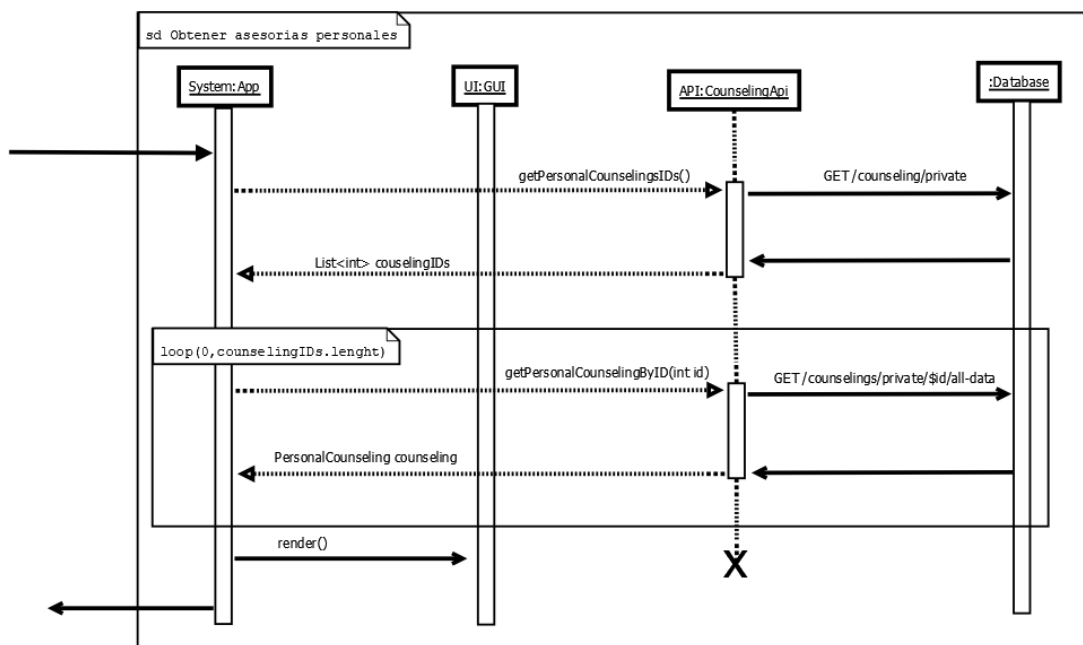 sd Obtener asesorias personales
System:App
UI:GUI
API:CounselingApi
:Database
getPersonalCounselingsIDs()
GET /counseling/private
List<int> couselingIDs
loop(0,counselingIDs.lenght)
getPersonalCounselingByID(int id)
GET /counselings/private/$id/all-data
PersonalCounseling counseling
render()
X